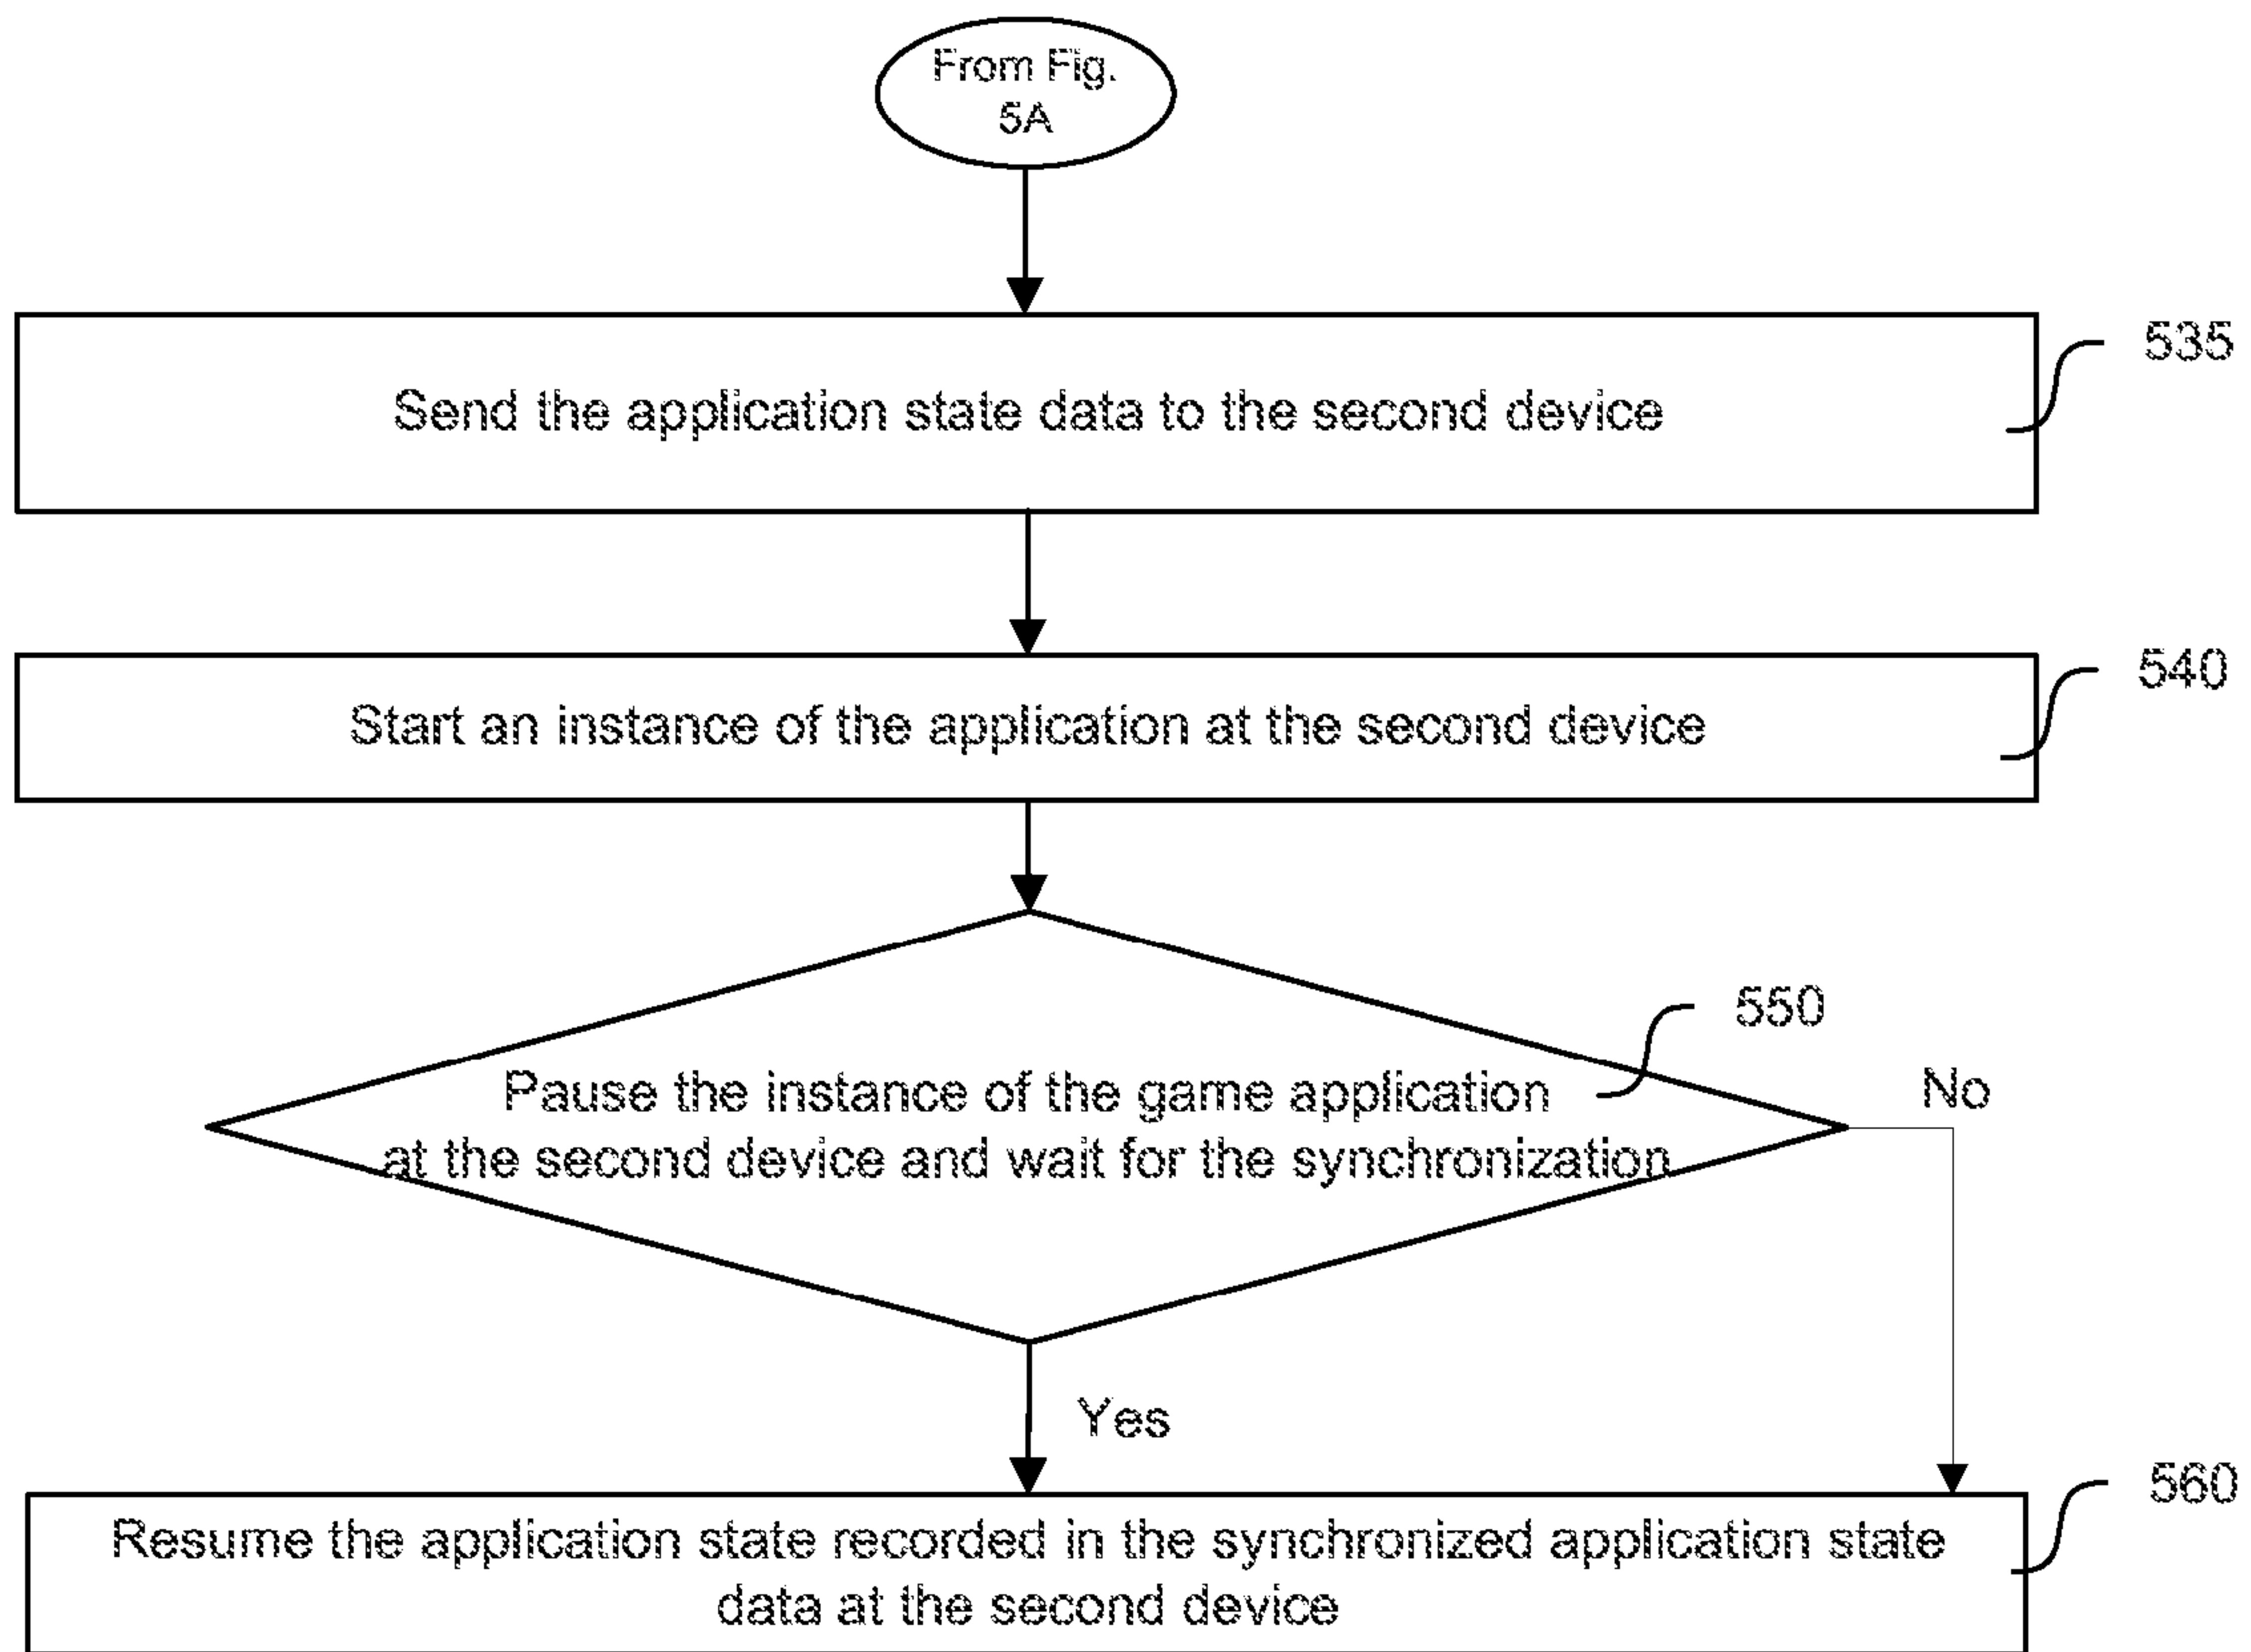 From Fig.
5A
535
Send the application state data to the second device
540
Start an instance of the application at the second device
550
Pause the instance of the game application
No
at the second device and wait for the synchronization
Yes
560
Resume the application state recorded in the synchronized application state
data at the second device